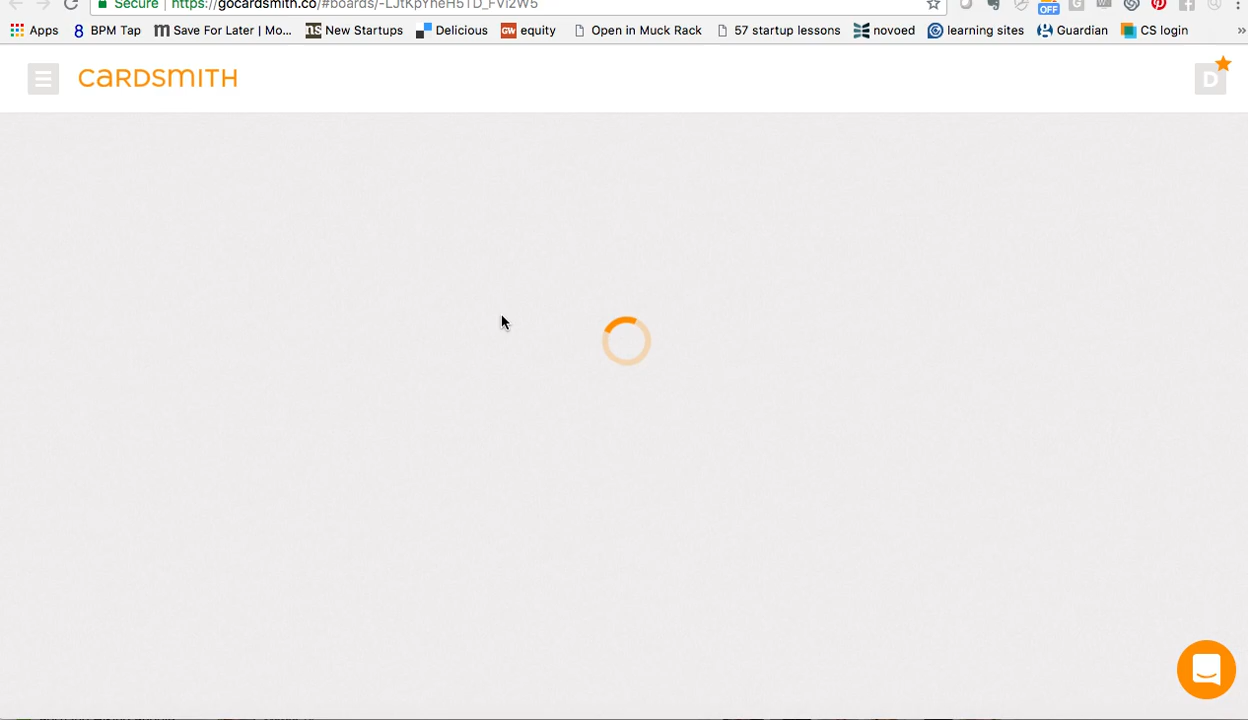 Secure https://gocardsmith.co/#boards/-LJtKpYheH51D_FVi2W5
Apps BPM Tap Save For Later | Mo... New Startups Delicious equity Open in Muck Rack 57 startup lessons novoed learning sites Guardian CS login »
OFF
CARDSMITH D